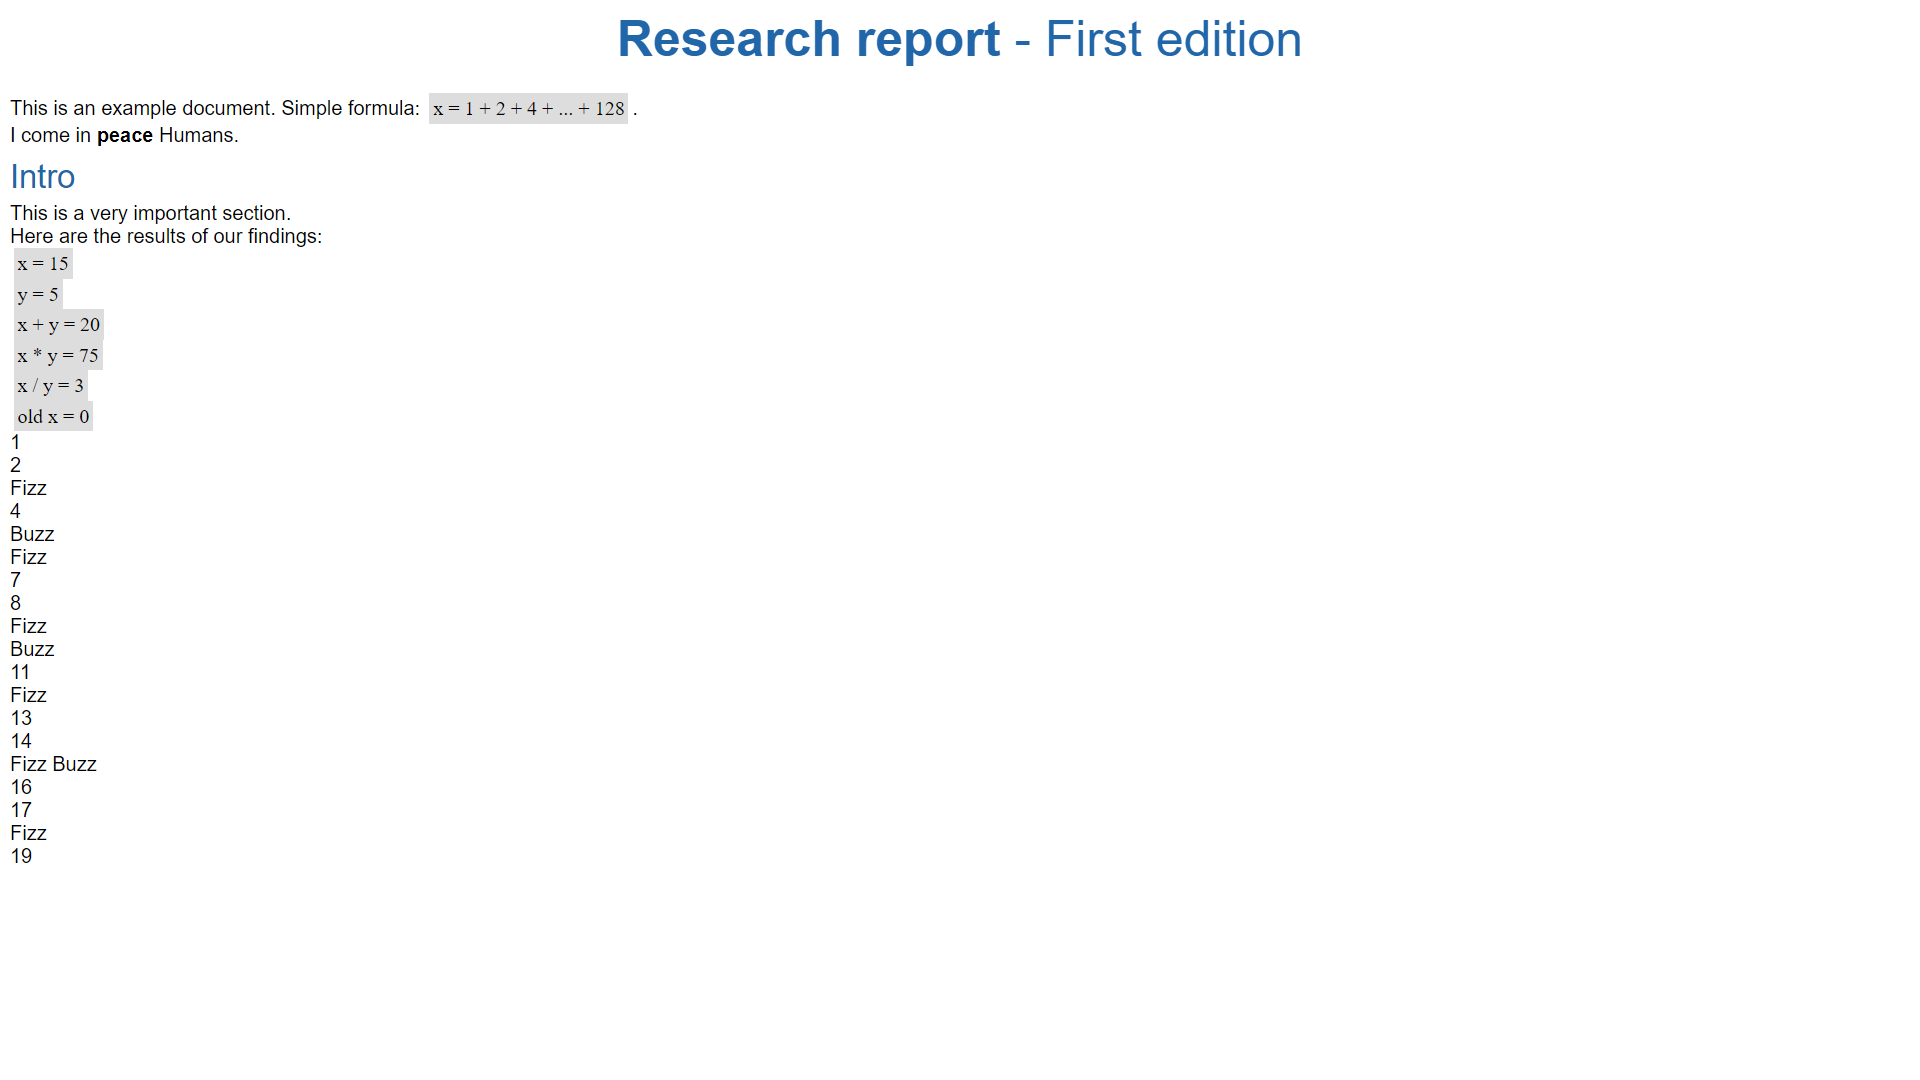 Research report - First edition
This is an example document. Simple formula: x = 1 + 2 + 4 + ... + 128 .
I come in peace Humans.
Intro
This is a very important section.
Here are the results of our findings:
x = 15
y = 5
x + y = 20
x * y = 75
x / y = 3
old x = 0
1
2
Fizz
4
Buzz
Fizz
7
8
Fizz
Buzz
11
Fizz
13
14
Fizz Buzz
16
17
Fizz
19